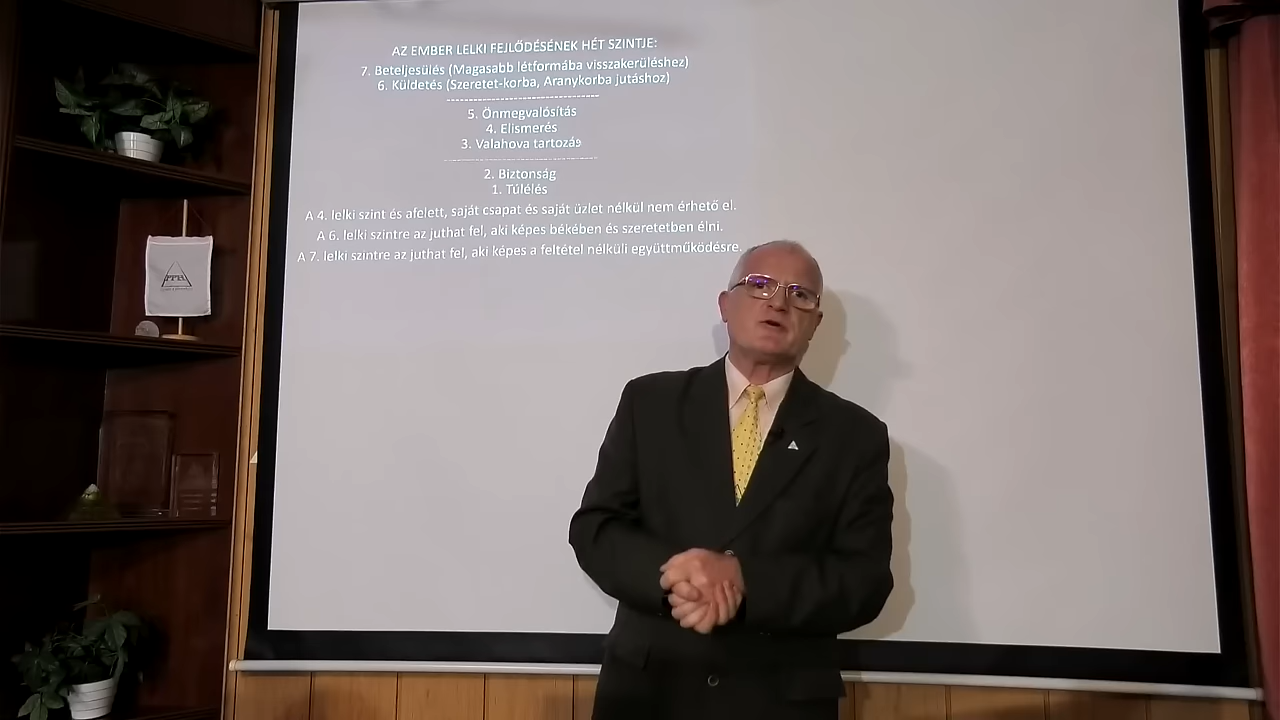 AZ EMBER LELKI FEJLŐDÉSÉNEK HÉT SZINTJE:
7. Beteljesülés (Magasabb létformába visszakerüléshez)
6. Küldetés (Szeretet-korba, Aranykorba jutáshoz)
5. Önmegvalósítás
4. Elismerés
3. Valahova tartozás
2. Biztonság
1. Túlélés
A 4. lelki szint és afelett, saját csapat és saját üzlet nélkül nem érhető el.
A 6. lelki szintre az juthat fel, aki képes békében és szeretetben élni.
A 7. lelki szintre az juthat fel, aki képes a feltétel nélküli együttműködésre.